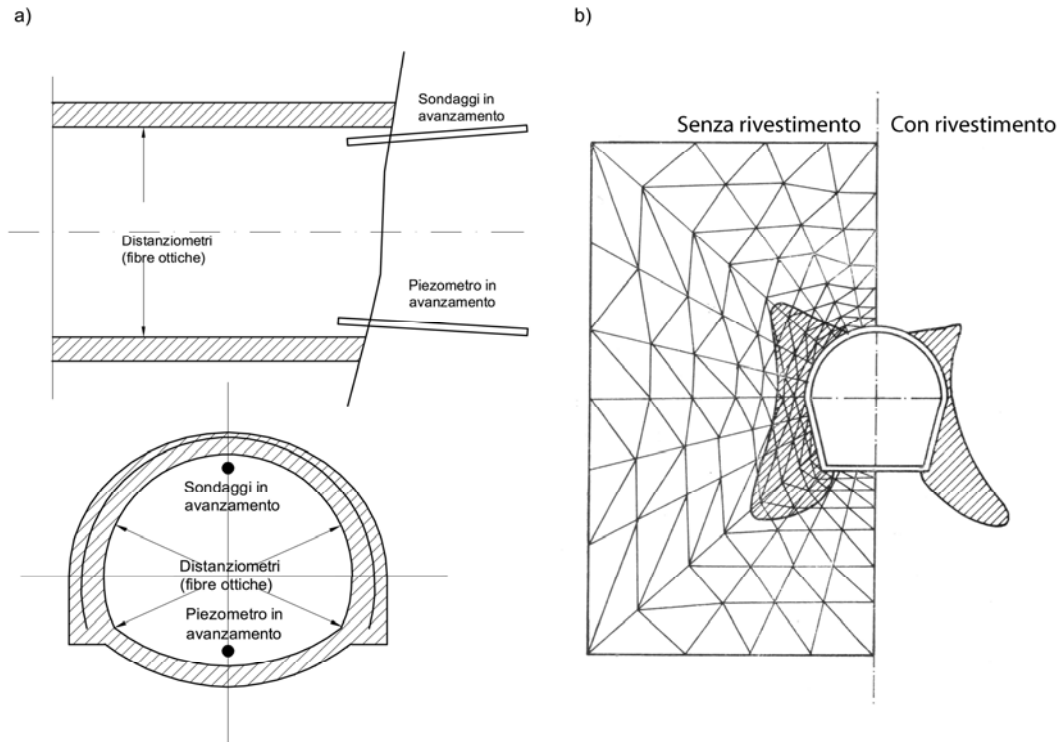 a)
Sondaggi in
avanzamento
Distanziometri
(fibre ottiche)
Piezometro in
avanzamento
Sondaggi in
avanzamento
Distanziometri
(fibre ottiche)
Piezometro in
avanzamento
b)
Senza rivestimento
Con rivestimento